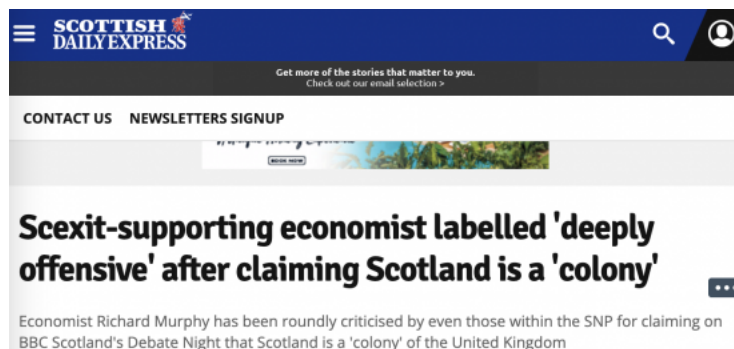 SCOTTISH
DAILY EXPRESS
Get more of the stories that matter to you.
Check out our email selection >
CONTACT US NEWSLETTERS SIGNUP
BOOK NOW
Scexit-supporting economist labelled 'deeply
offensive' after claiming Scotland is a 'colony'
Economist Richard Murphy has been roundly criticised by even those within the SNP for claiming on
BBC Scotland's Debate Night that Scotland is a 'colony' of the United Kingdom